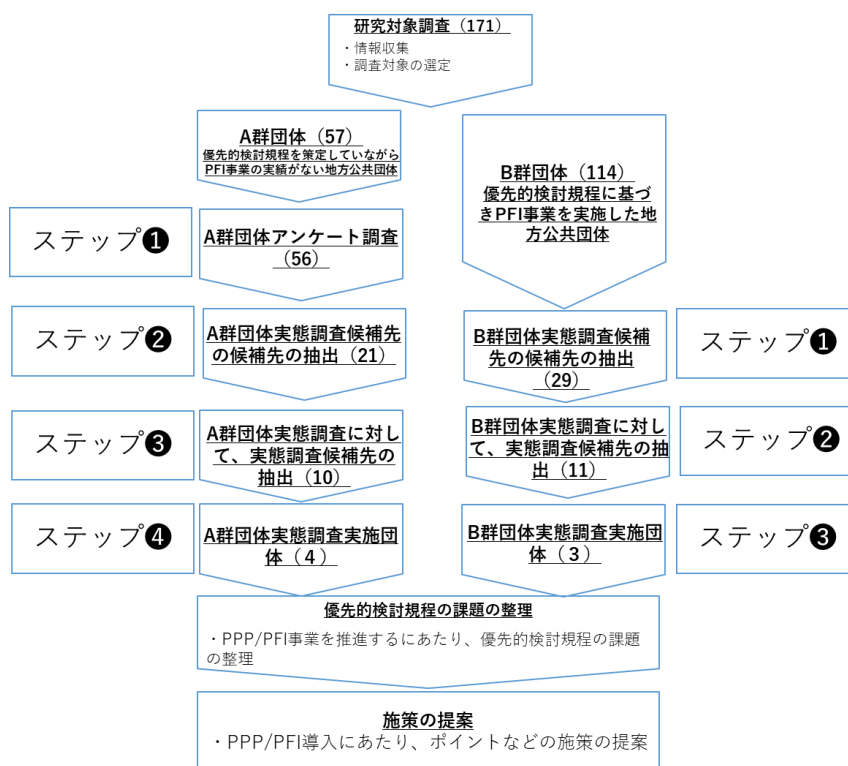 研究対象調査（171）
・情報収集
・調査対象の選定
A群団体（57）
優先的検討規程を策定していながら
PFI事業の実績がない地方公共団体
B群団体（114）
優先的検討規程に基づ
きPFI事業を実施した地
方公共団体
ステップ❶
A群団体アンケート調査
（56）
ステップ❷
A群団体実態調査候補先
の候補先の抽出（21）
B群団体実態調査候補
先の候補先の抽出
（29）
ステップ❶
ステップ❸
A群団体実態調査に対し
て、実態調査候補先の
抽出（10）
B群団体実態調査に対し
て、実態調査候補先の抽
出（11）
ステップ❷
ステップ❹
A群団体実態調査実施団
体（４）
B群団体実態調査実施団
体（３）
ステップ❸
優先的検討規程の課題の整理
・PPP/PFI事業を推進するにあたり、優先的検討規程の課題
の整理
施策の提案
・PPP/PFI導入にあたり、ポイントなどの施策の提案